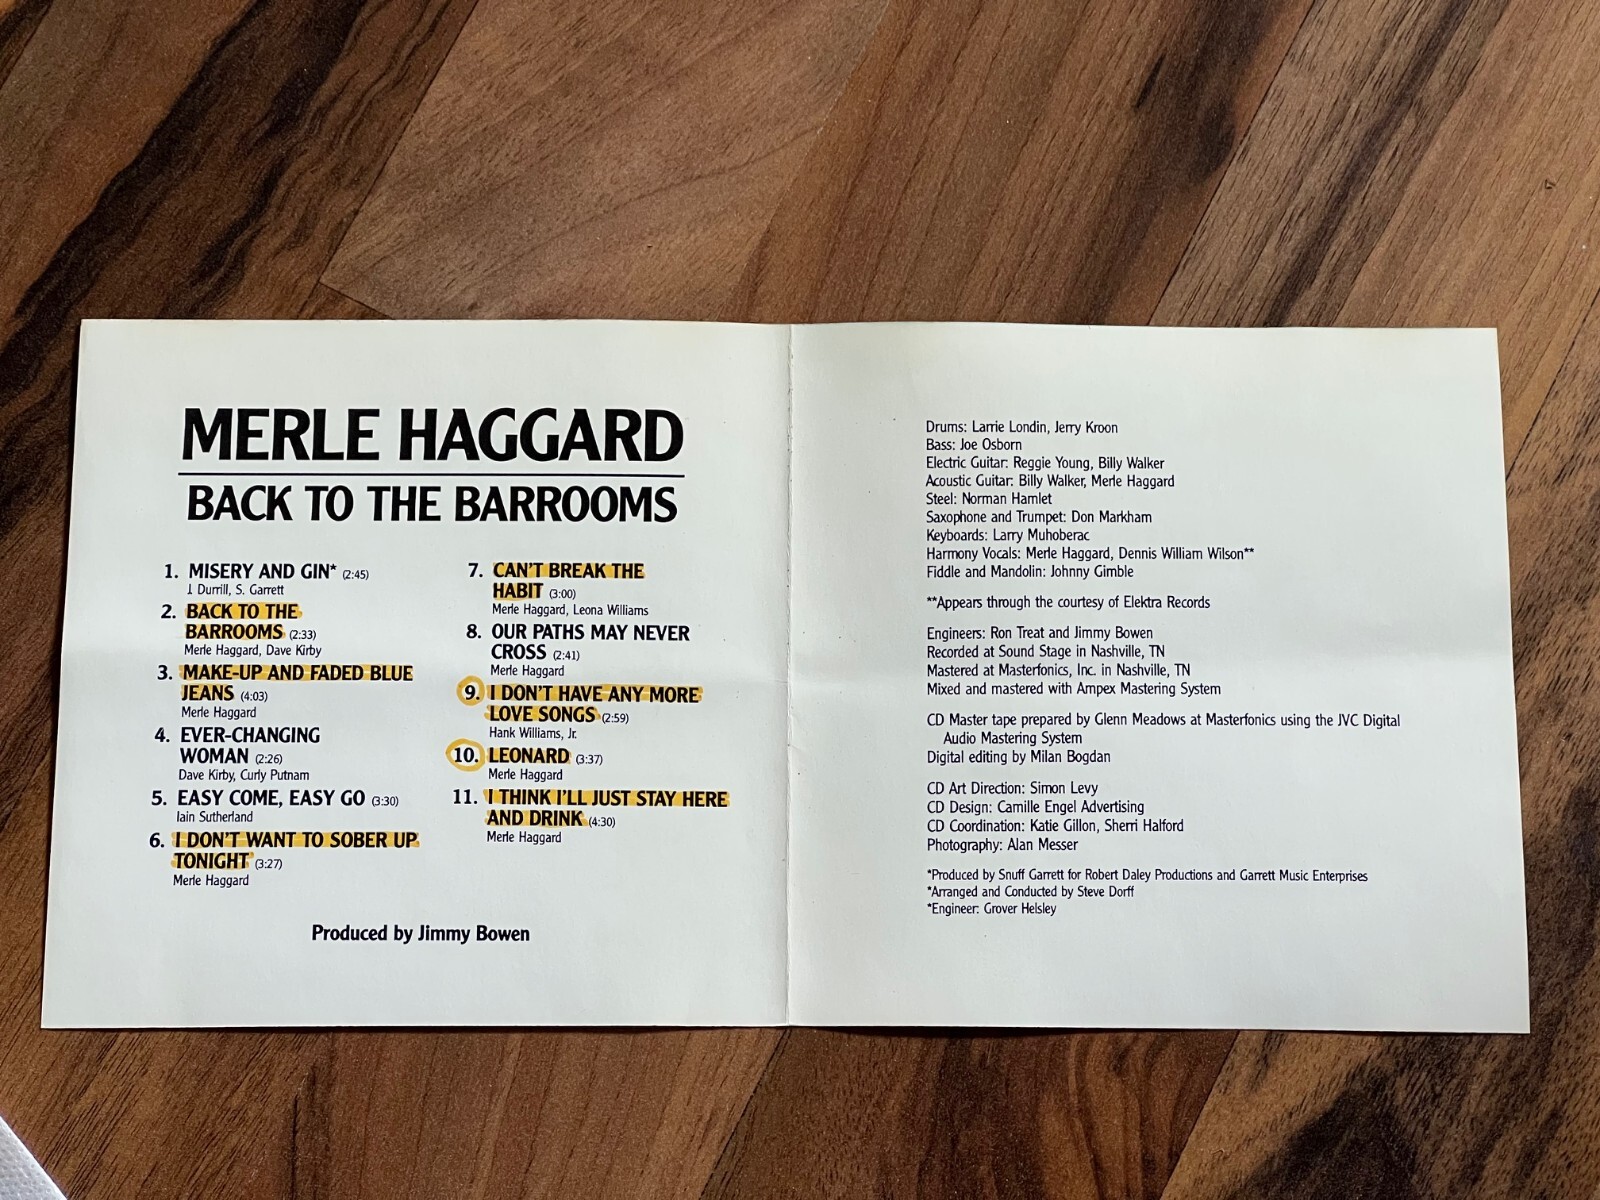 MERLE HAGGARD
BACK TO THE BARROOMS
1. MISERY AND GIN* (2:45)
J. Durrill, S. Garrett
2. BACK TO THE
BARROOMS (2:33)
Merle Haggard, Dave Kirby
3. MAKE-UP AND FADED BLUE
JEANS (4:03)
Merle Haggard
4. EVER-CHANGING
WOMAN (2:26)
Dave Kirby, Curly Putnam
5. EASY COME, EASY GO (3:30)
Iain Sutherland
6. I DON'T WANT TO SOBER UP
TONIGHT (3:27)
Merle Haggard
7. CAN'T BREAK THE
HABIT (3:00)
Merle Haggard, Leona Williams
8. OUR PATHS MAY NEVER
CROSS (2:41)
Merle Haggard
9. I DON'T HAVE ANY MORE
LOVE SONGS (2:59)
Hank Williams, Jr.
10. LEONARD (3:37)
Merle Haggard
11. I THINK I'LL JUST STAY HERE
AND DRINK (4:30)
Merle Haggard
Produced by Jimmy Bowen
Drums: Larrie Londin, Jerry Kroon
Bass: Joe Osborn
Electric Guitar: Reggie Young, Billy Walker
Acoustic Guitar: Billy Walker, Merle Haggard
Steel: Norman Hamlet
Saxophone and Trumpet: Don Markham
Keyboards: Larry Muhoberac
Harmony Vocals: Merle Haggard, Dennis William Wilson**
Fiddle and Mandolin: Johnny Gimble
**Appears through the courtesy of Elektra Records
Engineers: Ron Treat and Jimmy Bowen
Recorded at Sound Stage in Nashville, TN
Mastered at Masterfonics, Inc. in Nashville, TN
Mixed and mastered with Ampex Mastering System
CD Master tape prepared by Glenn Meadows at Masterfonics using the JVC Digital
Audio Mastering System
Digital editing by Milan Bogdan
CD Art Direction: Simon Levy
CD Design: Camille Engel Advertising
CD Coordination: Katie Gillon, Sherri Halford
Photography: Alan Messer
*Produced by Snuff Garrett for Robert Daley Productions and Garrett Music Enterprises
*Arranged and Conducted by Steve Dorff
*Engineer: Grover Helsley